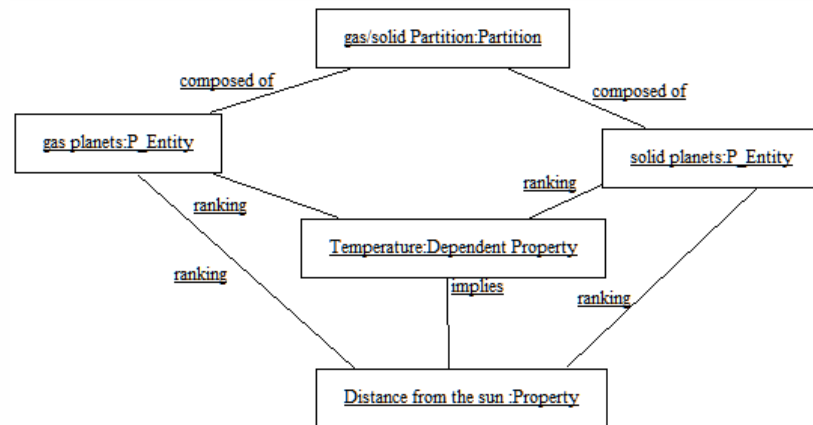 gas/solid Partition:Partition
composed of
composed of
gas planets:P_Entity
solid planets:P_Entity
ranking
ranking
Temperature:Dependent Property
ranking
implies
ranking
Distance from the sun :Property